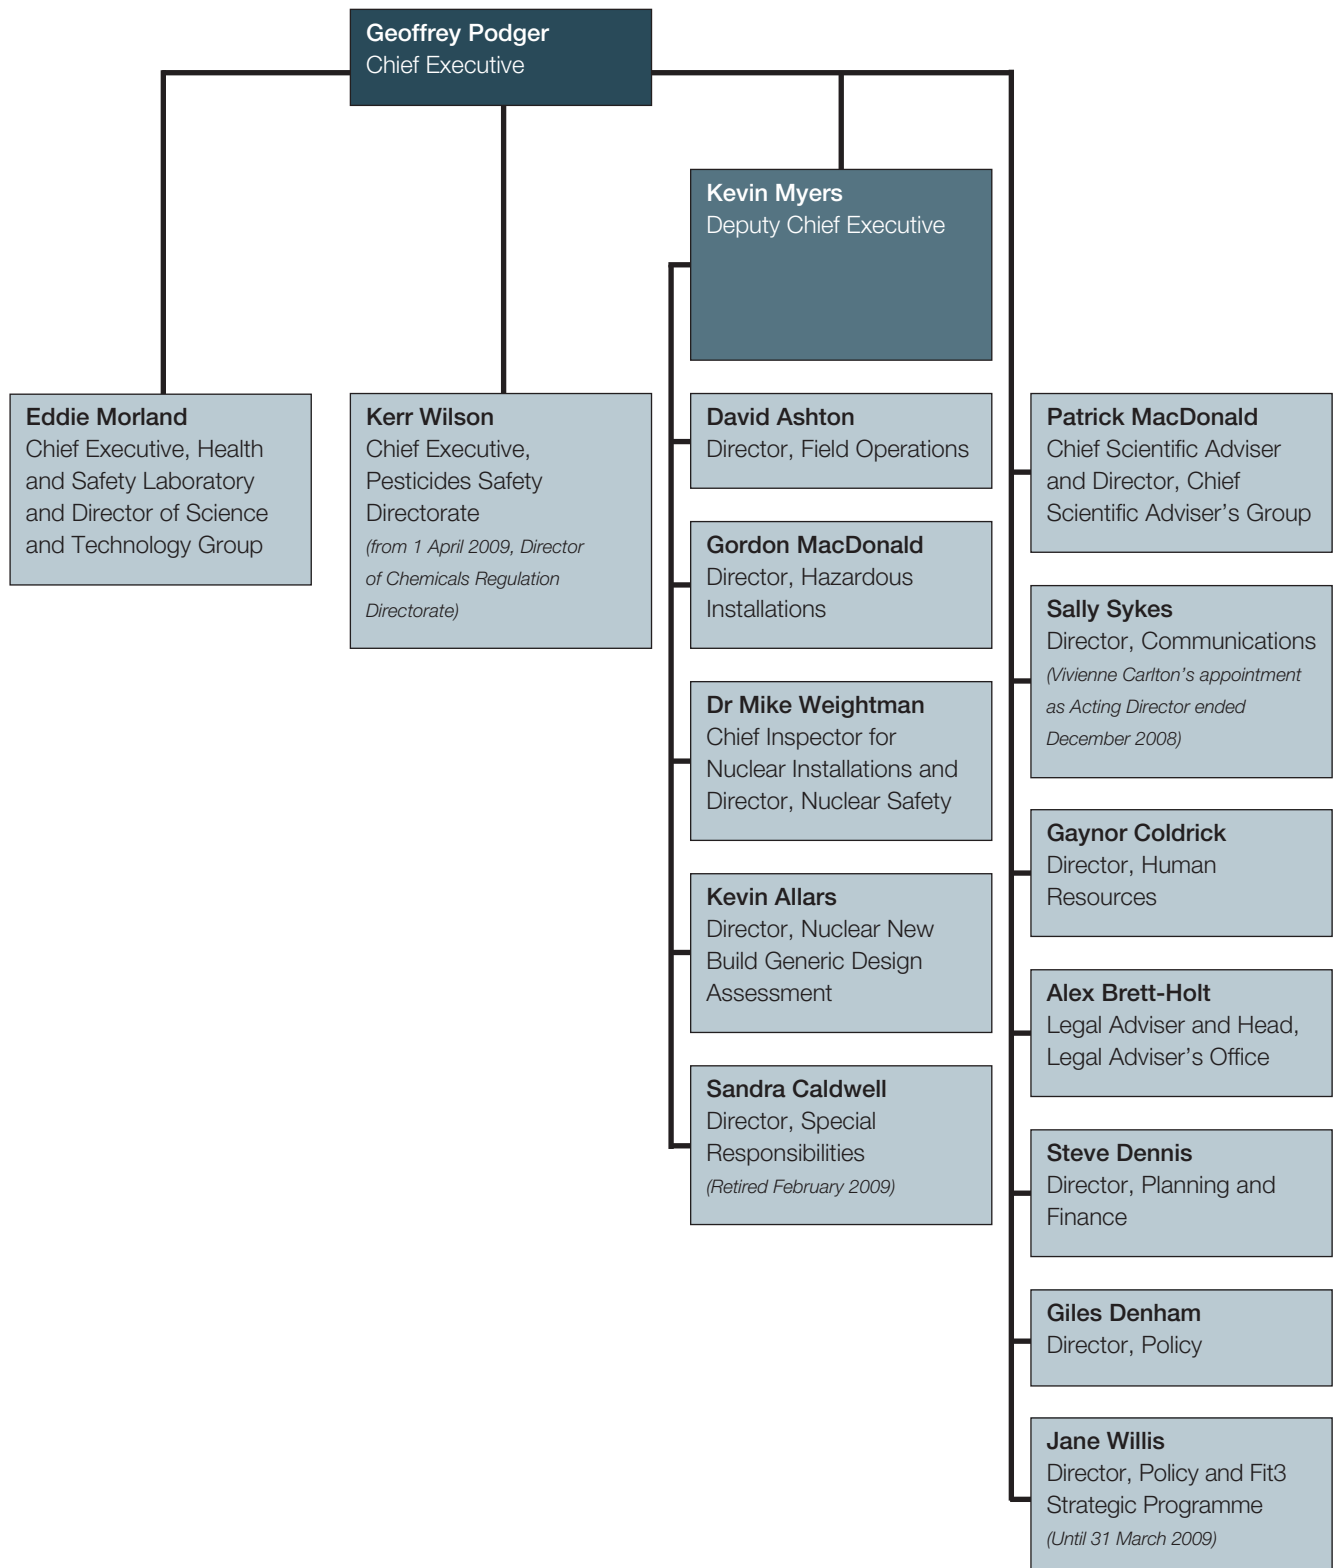 Geoffrey Podger
Chief Executive
Kevin Myers
Deputy Chief Executive
Eddie Morland
Chief Executive, Health
and Safety Laboratory
and Director of Science
and Technology Group
Kerr Wilson
Chief Executive,
Pesticides Safety
Directorate
(from 1 April 2009, Director
of Chemicals Regulation
Directorate)
David Ashton
Director, Field Operations
Gordon MacDonald
Director, Hazardous
Installations
Dr Mike Weightman
Chief Inspector for
Nuclear Installations and
Director, Nuclear Safety
Kevin Allars
Director, Nuclear New
Build Generic Design
Assessment
Sandra Caldwell
Director, Special
Responsibilities
(Retired February 2009)
Patrick MacDonald
Chief Scientific Adviser
and Director, Chief
Scientific Adviser’s Group
Sally Sykes
Director, Communications
(Vivienne Carlton’s appointment
as Acting Director ended
December 2008)
Gaynor Coldrick
Director, Human
Resources
Alex Brett-Holt
Legal Adviser and Head,
Legal Adviser’s Office
Steve Dennis
Director, Planning and
Finance
Giles Denham
Director, Policy
Jane Willis
Director, Policy and Fit3
Strategic Programme
(Until 31 March 2009)